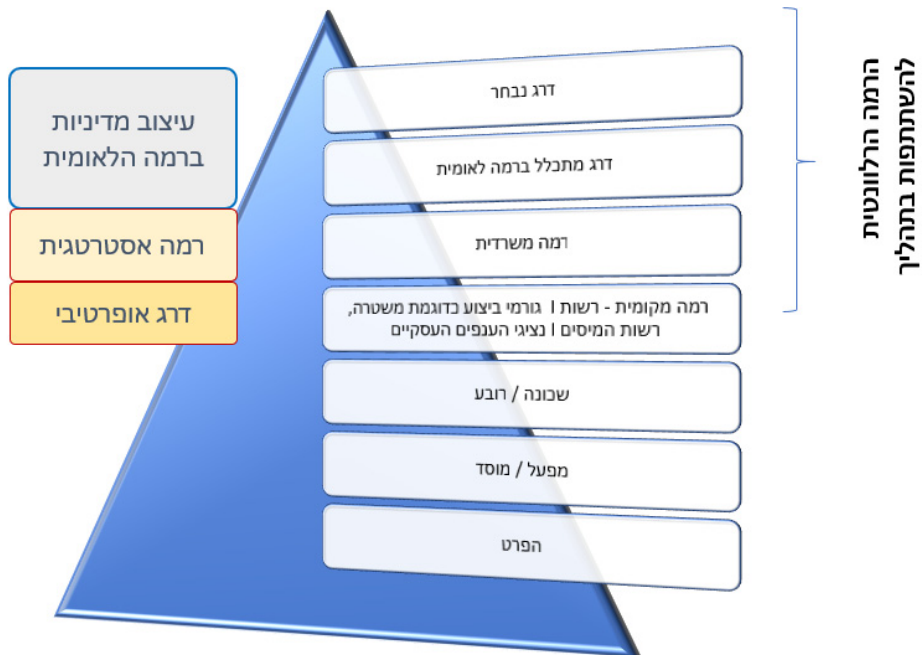 הרמה הרלוונטית
להשתתפות בתהליך
דרג נבחר
דרג מתכלל ברמה לאומית
רמה משרדית
רמה מקומית - רשות | גורמי ביצוע כדוגמת משטרה,
רשות המיסים | נציגי הענפים העסקיים
שכונה / רובע
מפעל / מוסד
הפרט
עיצוב מדיניות
ברמה הלאומית
רמה אסטרטגית
דרג אופרטיבי